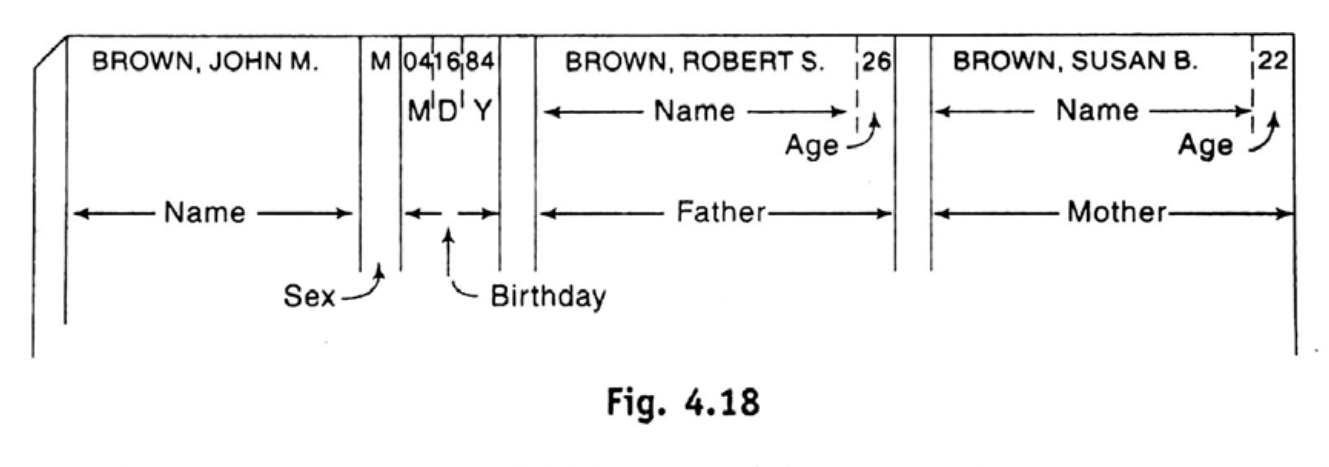 BROWN, JOHN M. M 04 16 84 BROWN, ROBERT S. 26 BROWN, SUSAN B. 22
M D Y Name Name
Age Age
Name Father Mother
Sex Birthday
Fig. 4.18